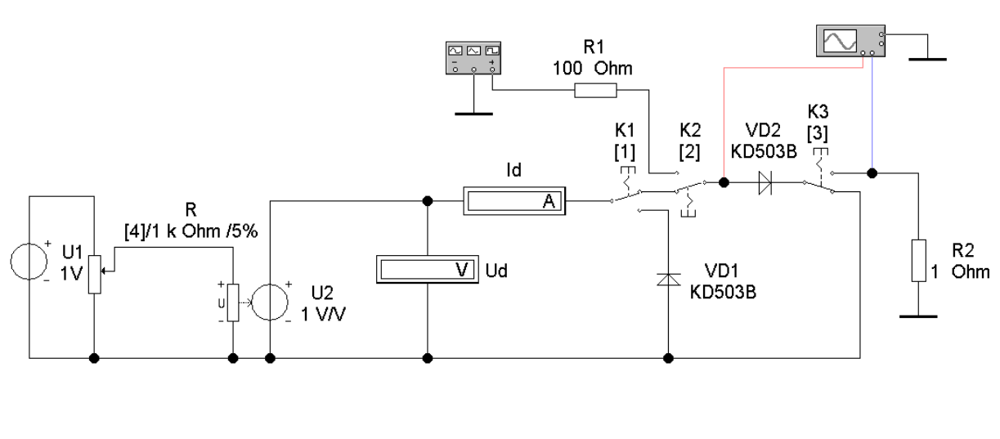 R1
100 Ohm
K1
[1]
K2
[2]
VD2
KD503B
K3
[3]
Id
A
R
[4]/1 k Ohm /5%
+
U1
1V
-
V
Ud
+
U
-
+
U2
1 V/V
-
VD1
KD503B
R2
1 Ohm